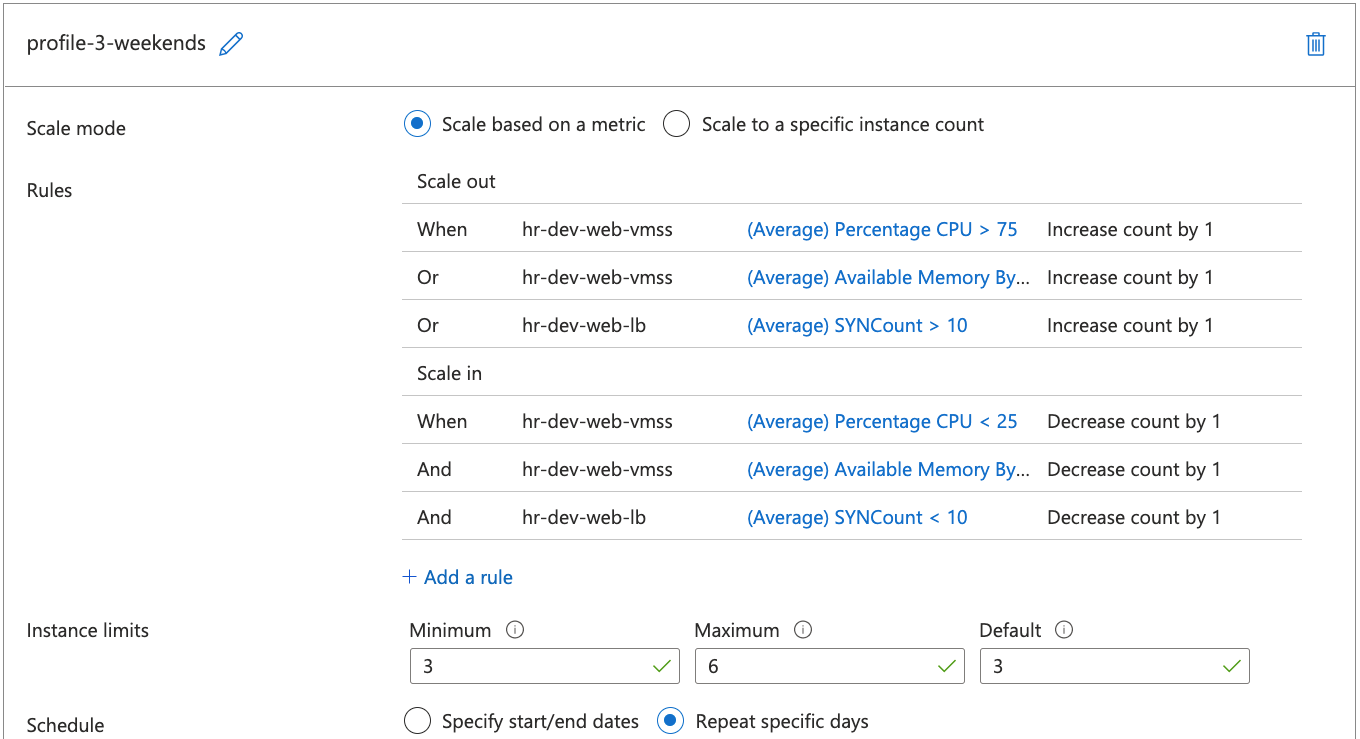 profile-3-weekends
Scale mode
Scale based on a metric Scale to a specific instance count
Rules
Scale out
When hr-dev-web-vmss (Average) Percentage CPU > 75 Increase count by 1
Or hr-dev-web-vmss (Average) Available Memory By... Increase count by 1
Or hr-dev-web-lb (Average) SYNCount > 10 Increase count by 1
Scale in
When hr-dev-web-vmss (Average) Percentage CPU < 25 Decrease count by 1
And hr-dev-web-vmss (Average) Available Memory By... Decrease count by 1
And hr-dev-web-lb (Average) SYNCount < 10 Decrease count by 1
+ Add a rule
Instance limits
Minimum Maximum Default
3 6 3
Schedule
Specify start/end dates Repeat specific days